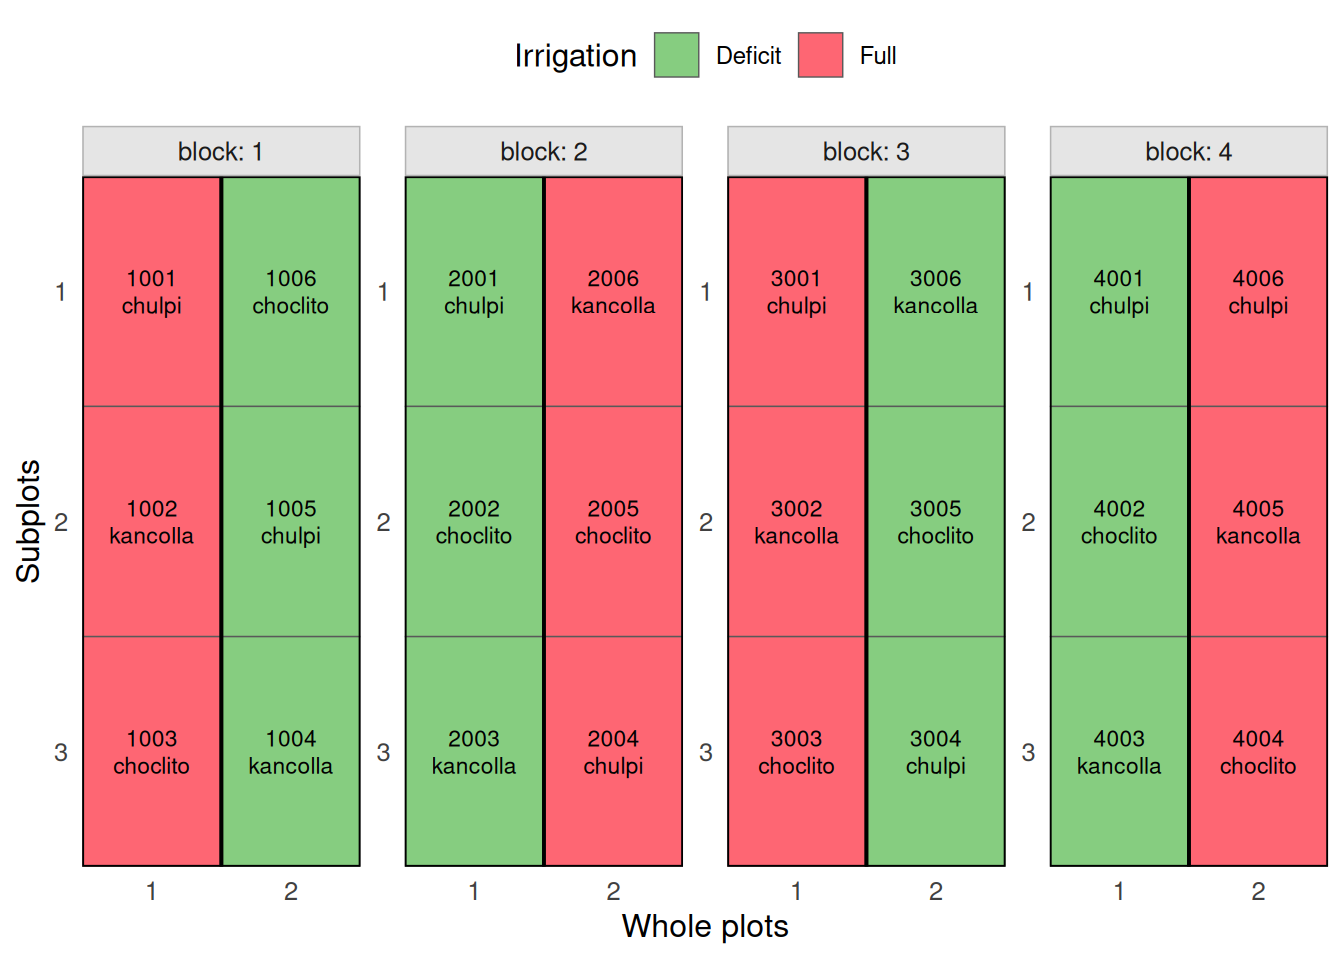 Irrigation Deficit Full
block: 1 block: 2 block: 3 block: 4
1 1001 1006 1 2001 2006 1 3001 3006 1 4001 4006
chulpi choclito chulpi kancolla chulpi kancolla chulpi chulpi
Subplots
2 1002 1005 2 2002 2005 2 3002 3005 2 4002 4005
kancolla chulpi choclito choclito kancolla choclito choclito kancolla
3 1003 1004 3 2003 2004 3 3003 3004 3 4003 4004
choclito kancolla kancolla chulpi choclito chulpi kancolla choclito
1 2 1 2 1 2 1 2
Whole plots